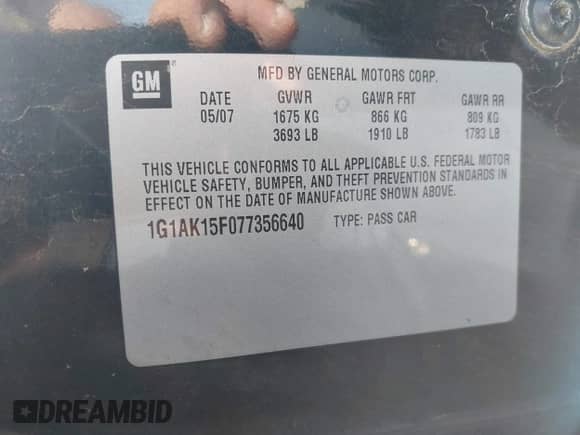 GM
MFD BY GENERAL MOTORS CORP.
DATE GVWR GAWR FRT GAWR RR
05/07 1675 KG 866 KG 809 KG
3693 LB 1910 LB 1783 LB
THIS VEHICLE CONFORMS TO ALL APPLICABLE U.S. FEDERAL MOTOR
VEHICLE SAFETY, BUMPER, AND THEFT PREVENTION STANDARDS IN
EFFECT ON THE DATE OF MANUFACTURE SHOWN ABOVE.
1G1AK15F077356640 TYPE: PASS CAR
DREAMBID